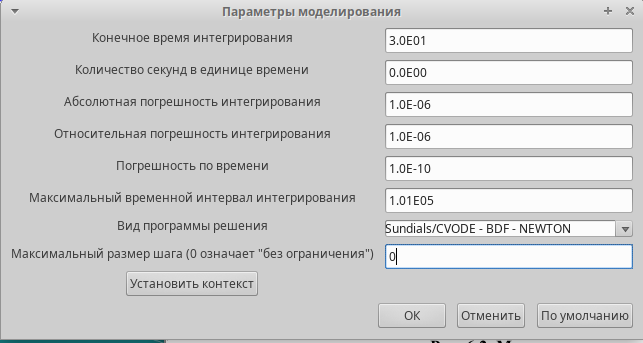 Параметры моделирования
Конечное время интегрирования 3.0E01
Количество секунд в единице времени 0.0E00
Абсолютная погрешность интегрирования 1.0E-06
Относительная погрешность интегрирования 1.0E-06
Погрешность по времени 1.0E-10
Максимальный временной интервал интегрирования 1.01E05
Вид программы решения Sundials/CVODE - BDF - NEWTON
Максимальный размер шага (0 означает "без ограничения") 0
Установить контекст
ОК Отменить По умолчанию